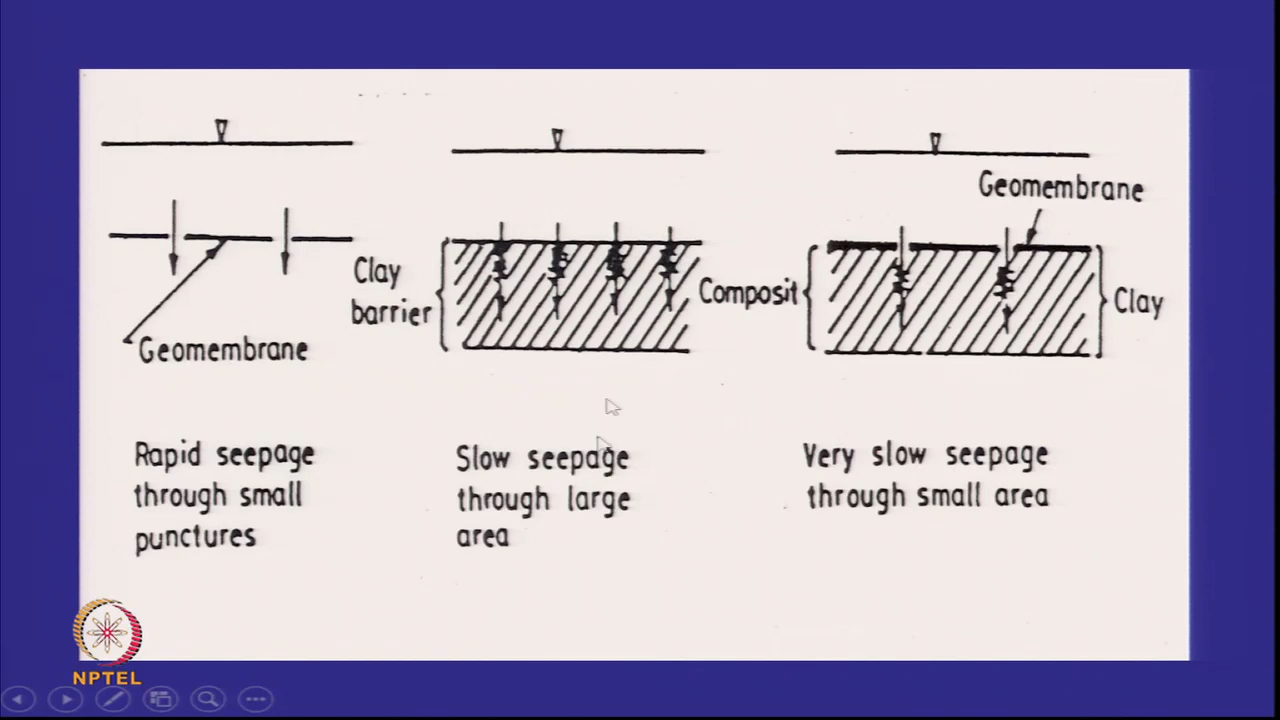 Geomembrane
Clay
barrier
Geomembrane
Composit
Clay
Rapid seepage
through small
punctures
Slow seepage
through large
area
Very slow seepage
through small area
NPTEL